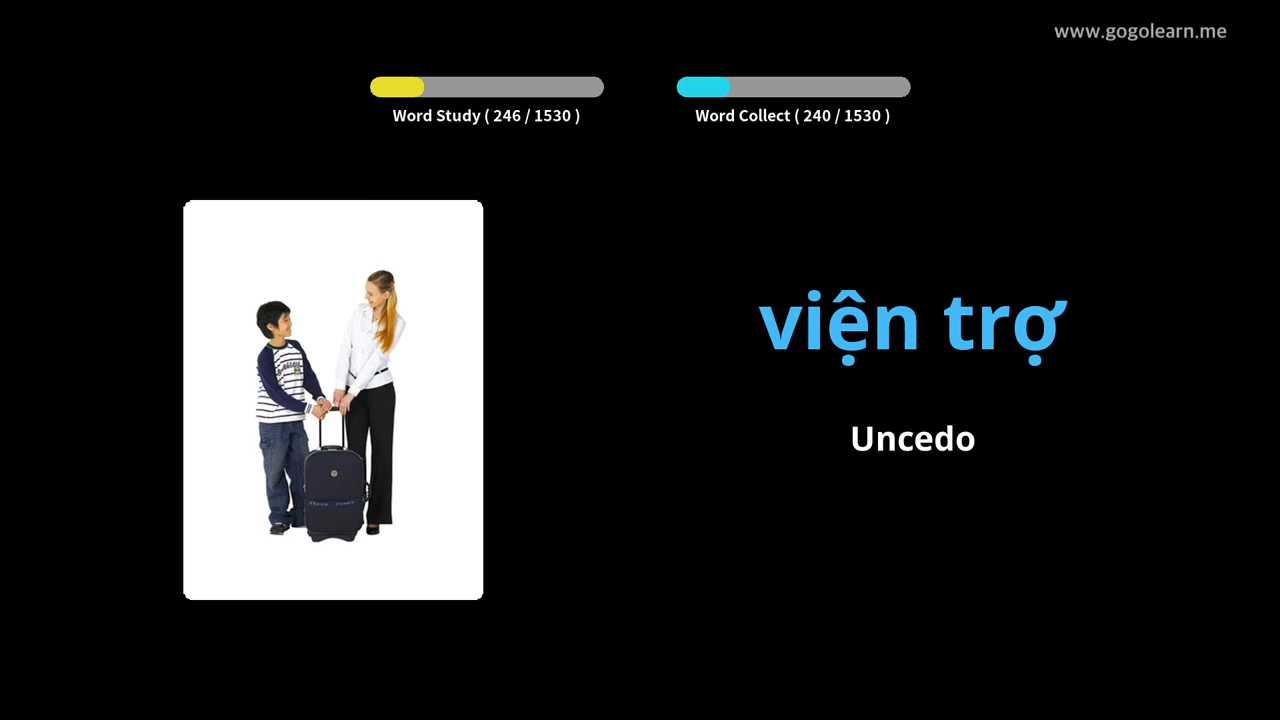 www.gogolearn.me
Word Study ( 246 / 1530 )
Word Collect ( 240 / 1530 )
viện trợ
Uncedo